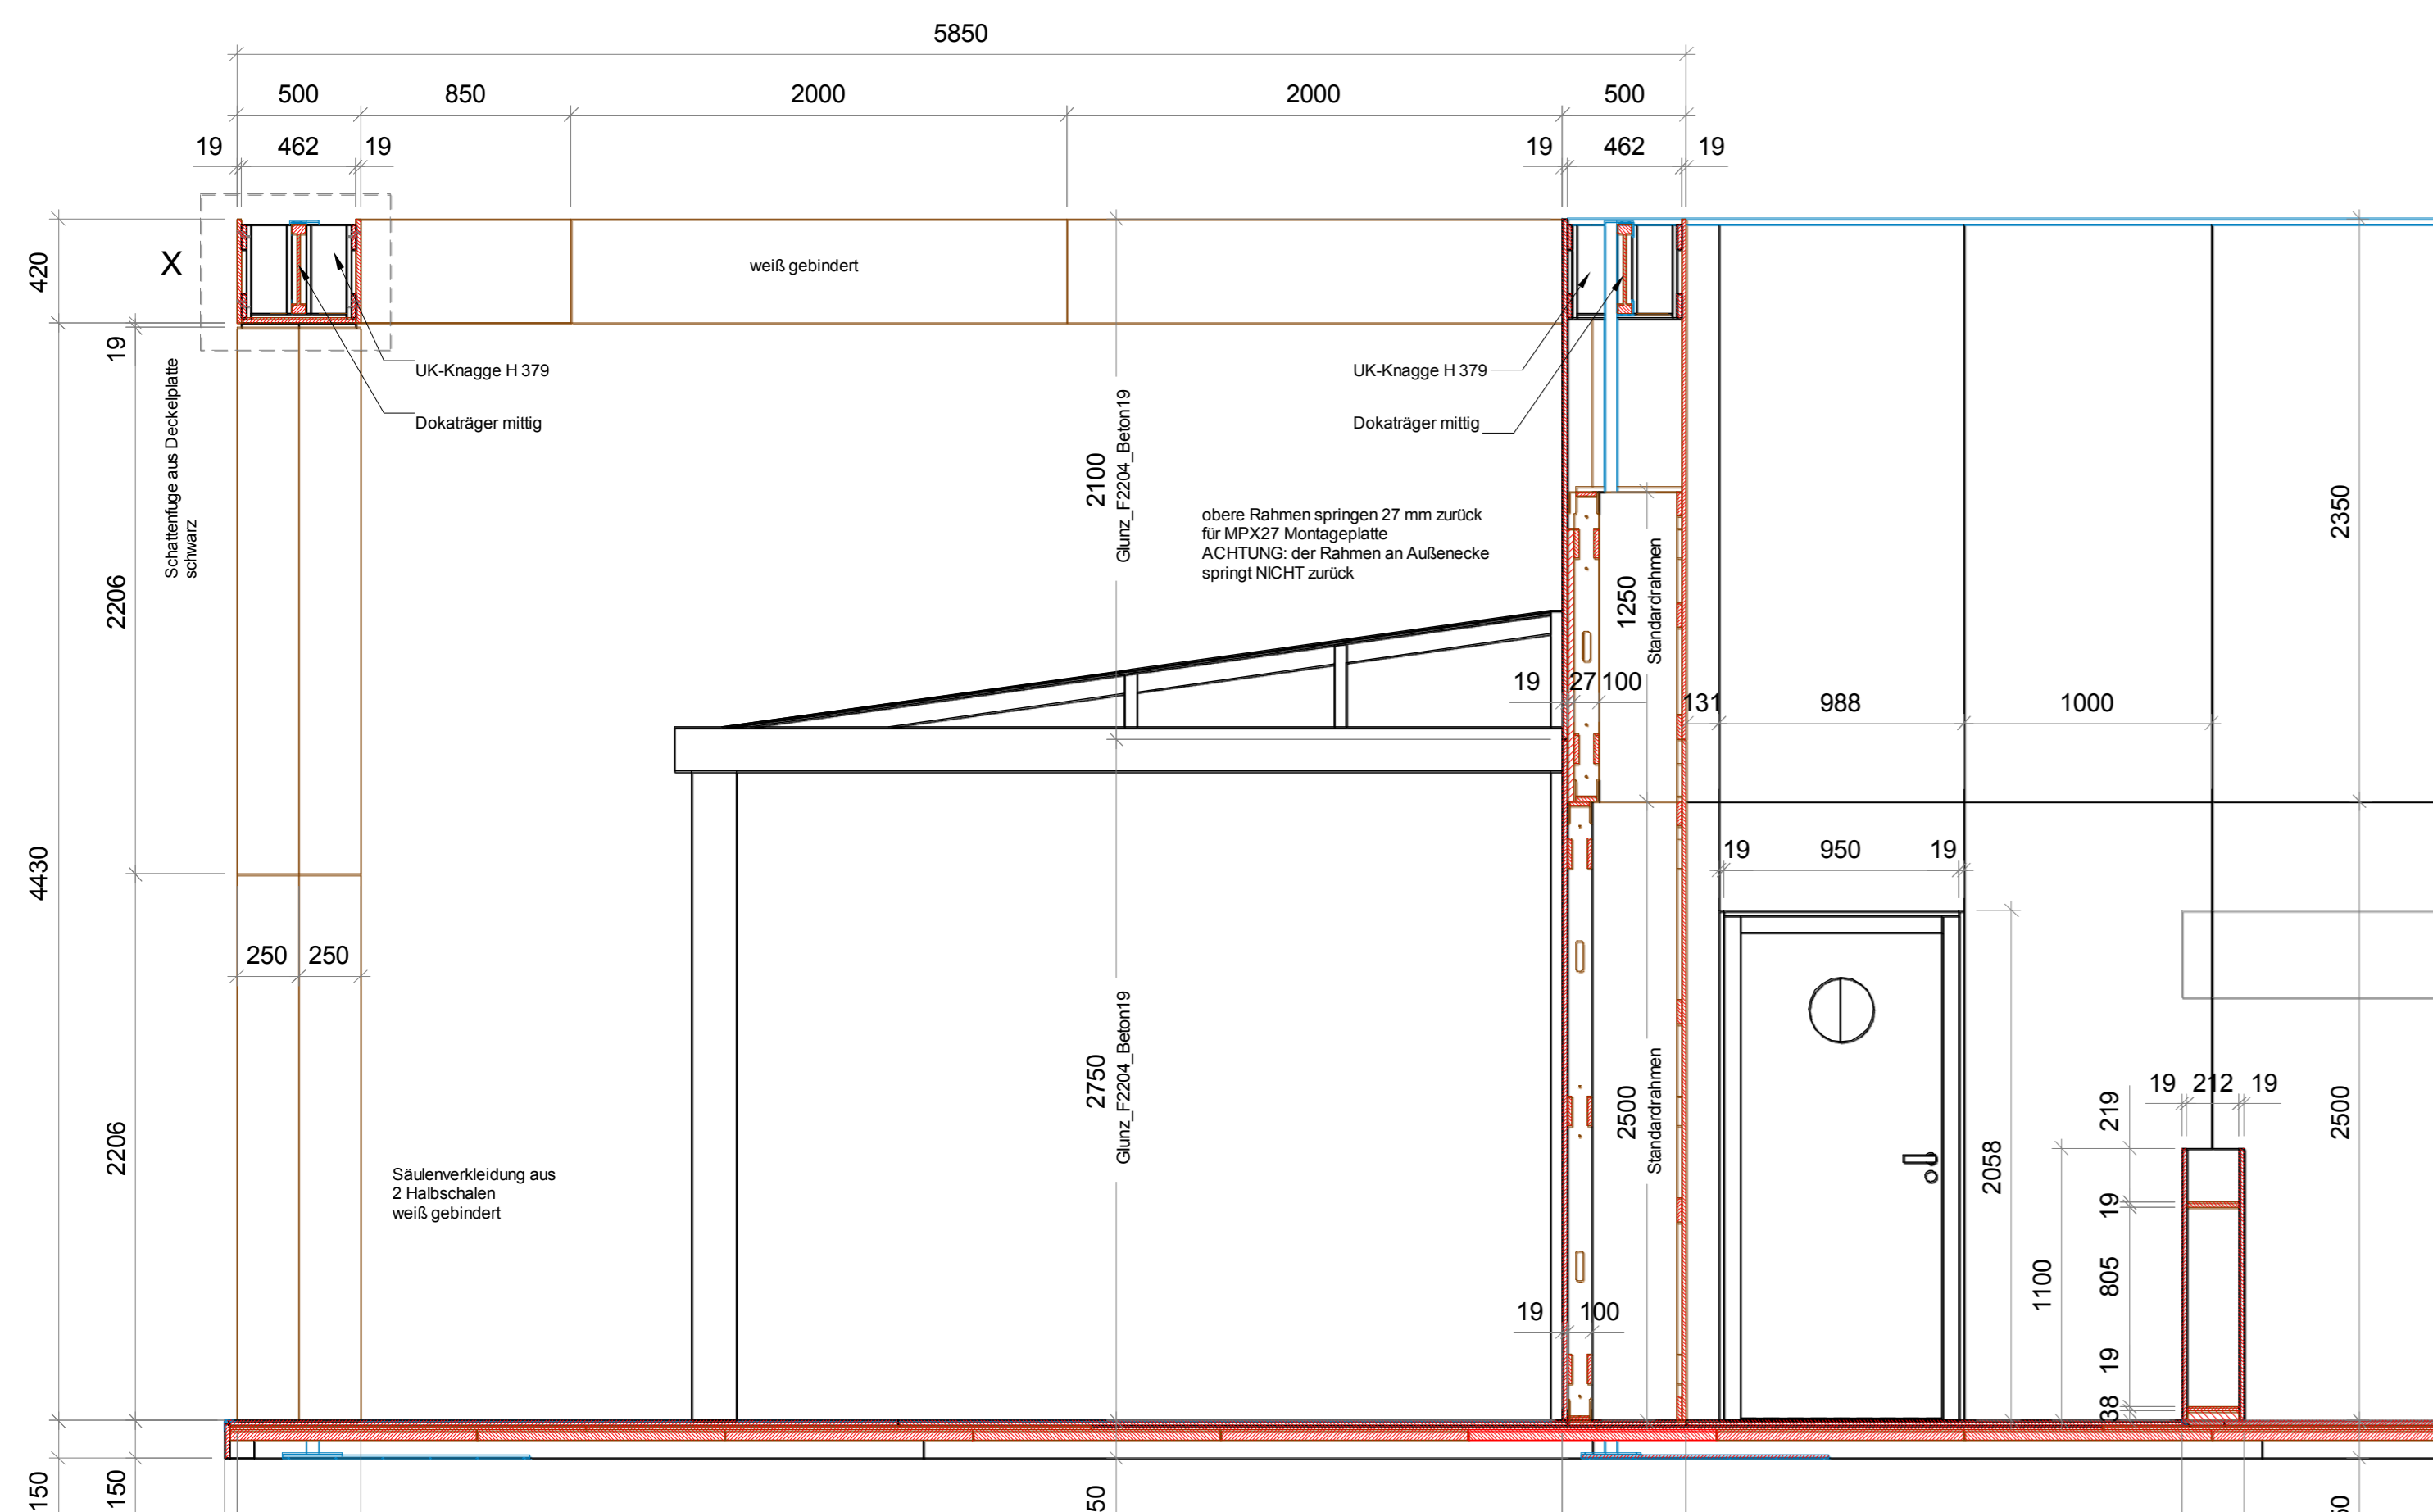 5850
500
850
2000
2000
500
19
462
19
19
462
19
420
X
weiß gebindert
19
UK-Knagge H 379
Dokaträger mittig
UK-Knagge H 379
Dokaträger mittig
Schattenfuge aus Deckelplatte
schwarz
2206
2100
Glunz_F2204_Beton19
obere Rahmen springen 27 mm zurück
für MPX27 Montageplatte
ACHTUNG: der Rahmen an Außenecke
springt NICHT zurück
1250
Standardrahmen
2350
19
27
100
131
988
1000
4430
19
950
19
250
250
2750
Glunz_F2204_Beton19
2500
Standardrahmen
2058
19
212
19
219
19
805
19
38
1100
2500
2206
Säulenverkleidung aus
2 Halbschalen
weiß gebindert
19
100
150
150